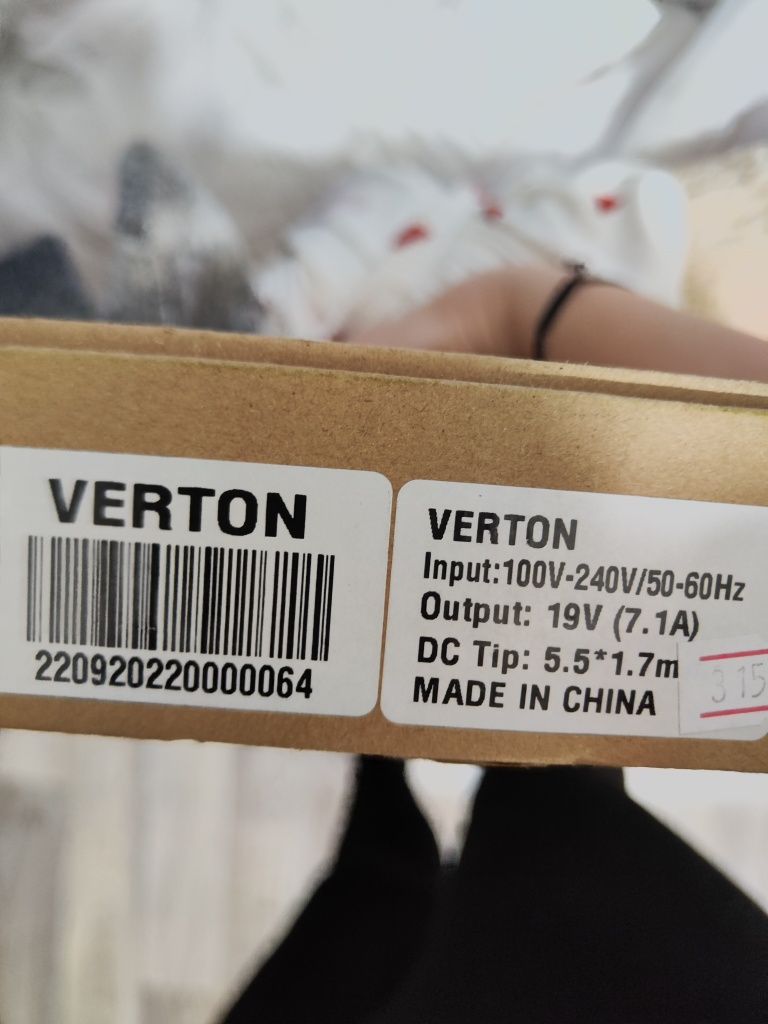 VERTON
220920220000064
VERTON
Input:100V-240V/50-60Hz
Output: 19V (7.1A)
DC Tip: 5.5*1.7m
MADE IN CHINA
315